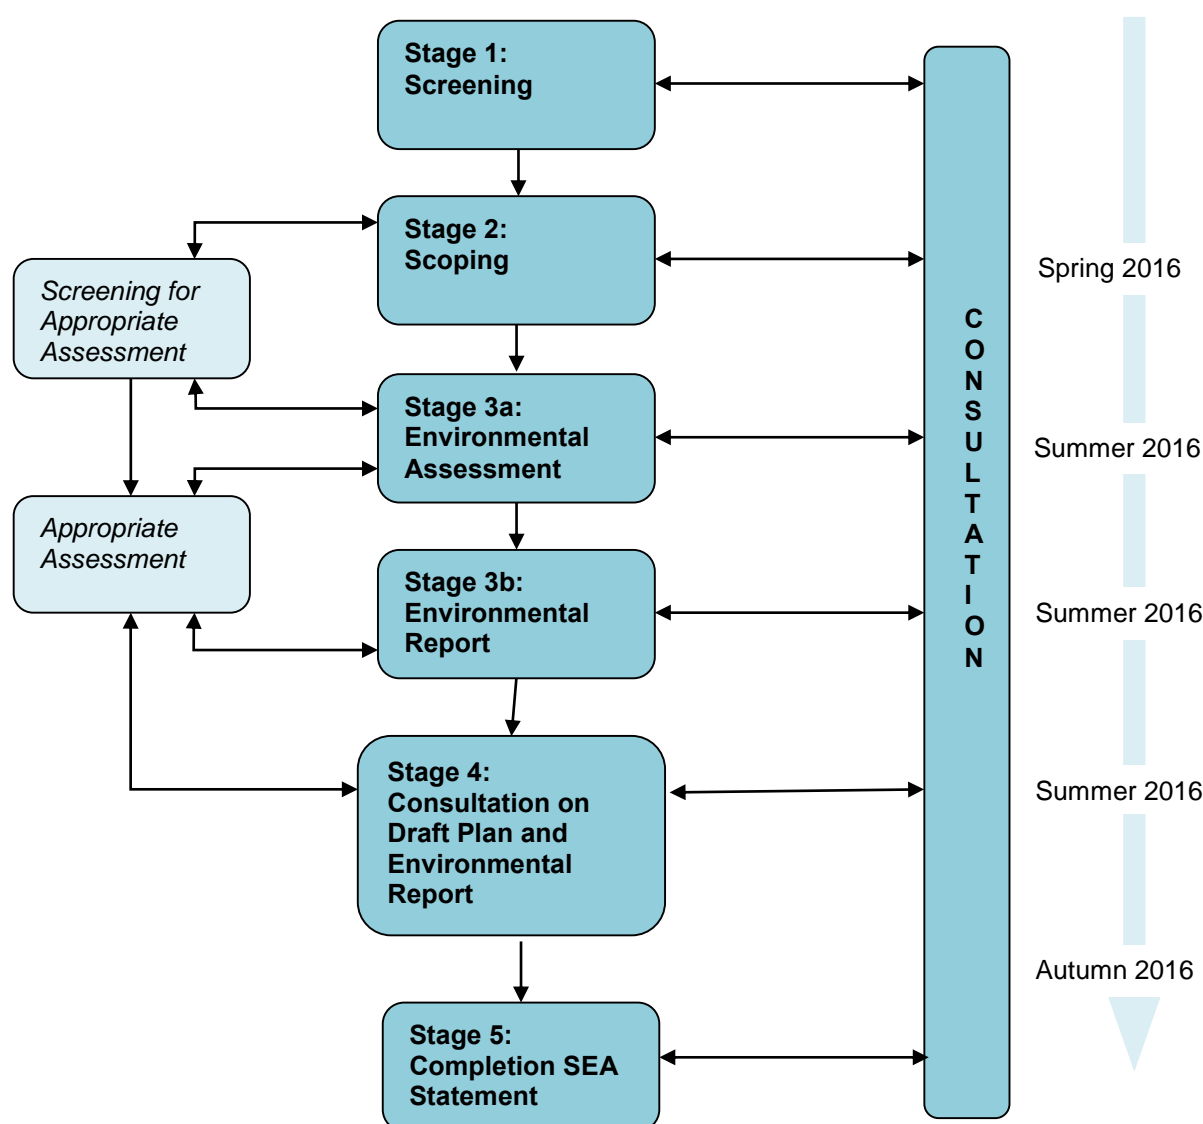 Stage 1:
Screening
Stage 2:
Scoping
Spring 2016
Screening for
Appropriate
Assessment
C
O
N
S
U
L
T
A
T
I
O
N
Stage 3a:
Environmental
Assessment
Summer 2016
Appropriate
Assessment
Stage 3b:
Environmental
Report
Summer 2016
Stage 4:
Consultation on
Draft Plan and
Environmental
Report
Summer 2016
Autumn 2016
Stage 5:
Completion SEA
Statement